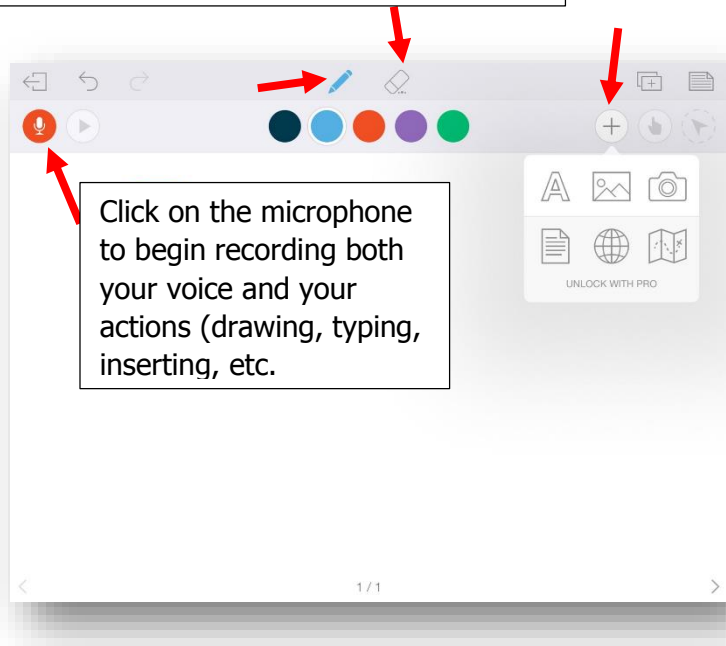 Click on the microphone
to begin recording both
your voice and your
actions (drawing, typing,
inserting, etc.
UNLOCK WITH PRO
1 / 1